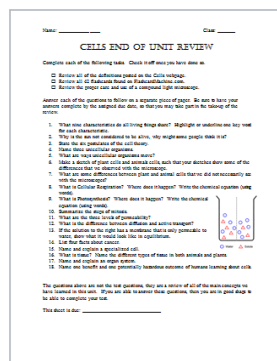 Name: Class:
CELLS END OF UNIT REVIEW
Complete each of the following tasks. Check it off once you have done so.
Review all of the definitions posted on the Cells webpage.
Review all 62 flashcards found on Flashcardmachine.com.
Review the proper care and use of a compound light microscope.
Answer each of the questions to follow on a separate piece of paper. Be sure to have your
answers complete by the assigned due date, so that you may take part in the take-up of the
review.
1. What nine characteristics do all living things share? Highlight or underline one key word
for each characteristic.
2. Why is the sun not considered to be alive, why might some people think it is?
3. State the six postulates of the cell theory.
4. Name three unicellular organisms.
5. What are ways unicellular organisms move?
6. Make a sketch of plant cells and animal cells, such that your sketches show some of the
differences that we observed with the microscope.
7. What are some differences between plant and animal cells that we did not necessarily see
with the microscopes?
8. What is Cellular Respiration? Where does it happen? Write the chemical equation (using
words).
9. What is Photosynthesis? Where does it happen? Write the chemical
equation (using words).
10. Summarize the stages of mitosis.
11. What are the three levels of permeability?
12. What is the difference between diffusion and active transport?
13. If the solution to the right has a membrane that is only permeable to
water, show what it would look like in equilibrium.
14. List four facts about cancer.
15. Name and explain a specialized cell.
16. What is tissue? Name the different types of tissue in both animals and plants.
17. Name and explain an organ system.
18. Name one benefit and one potentially hazardous outcome of humans learning about cells.
The questions above are not the test questions, they are a review of all of the main concepts we
have learned in this unit. If you are able to answer these questions, then you are in good shape to
be able to complete your test.
This sheet is due: